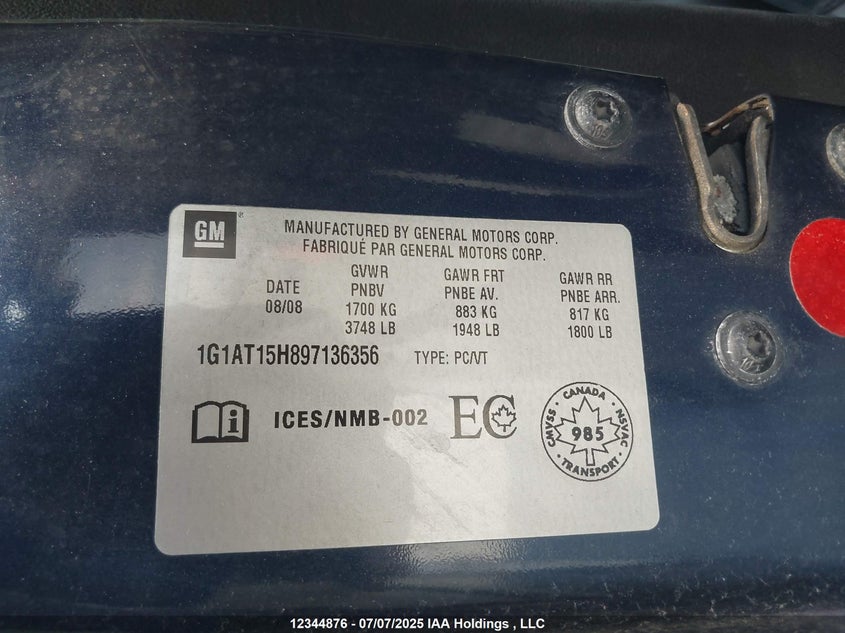 GM
MANUFACTURED BY GENERAL MOTORS CORP.
FABRIQUÉ PAR GENERAL MOTORS CORP.
DATE GVWR GAWR FRT GAWR RR
PNBV PNBE AV. PNBE ARR.
08/08 1700 KG 883 KG 817 KG
3748 LB 1948 LB 1800 LB
1G1AT15H897136356 TYPE: PC/VT
ICES/NMB-002 EC
CANADA
CMVSS 985 NSVAC
TRANSPORT
12344876 - 07/07/2025 IAA Holdings , LLC